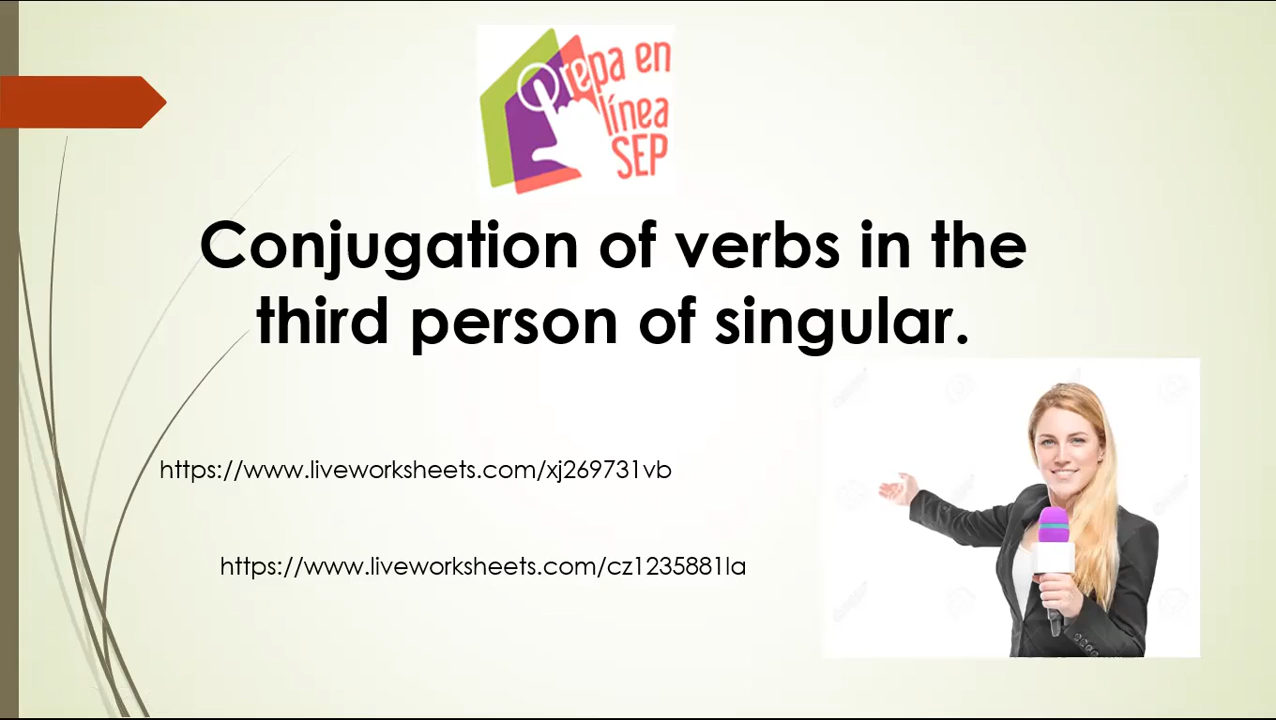 Prepa en
línea
SEP
Conjugation of verbs in the
third person of singular.
https://www.liveworksheets.com/xj269731vb
https://www.liveworksheets.com/cz1235881la